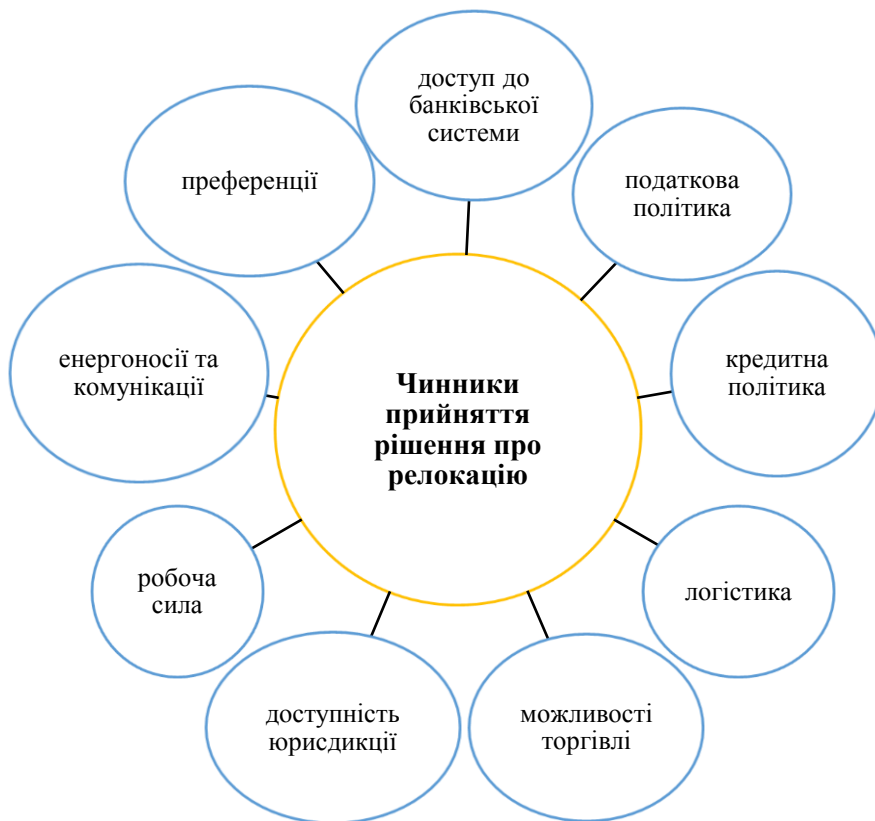 доступ до
банківської
системи
податкова
політика
кредитна
політика
логістика
можливості
торгівлі
доступність
юрисдикції
робоча
сила
енергоносії та
комунікації
преференції
Чинники
прийняття
рішення про
релокацію